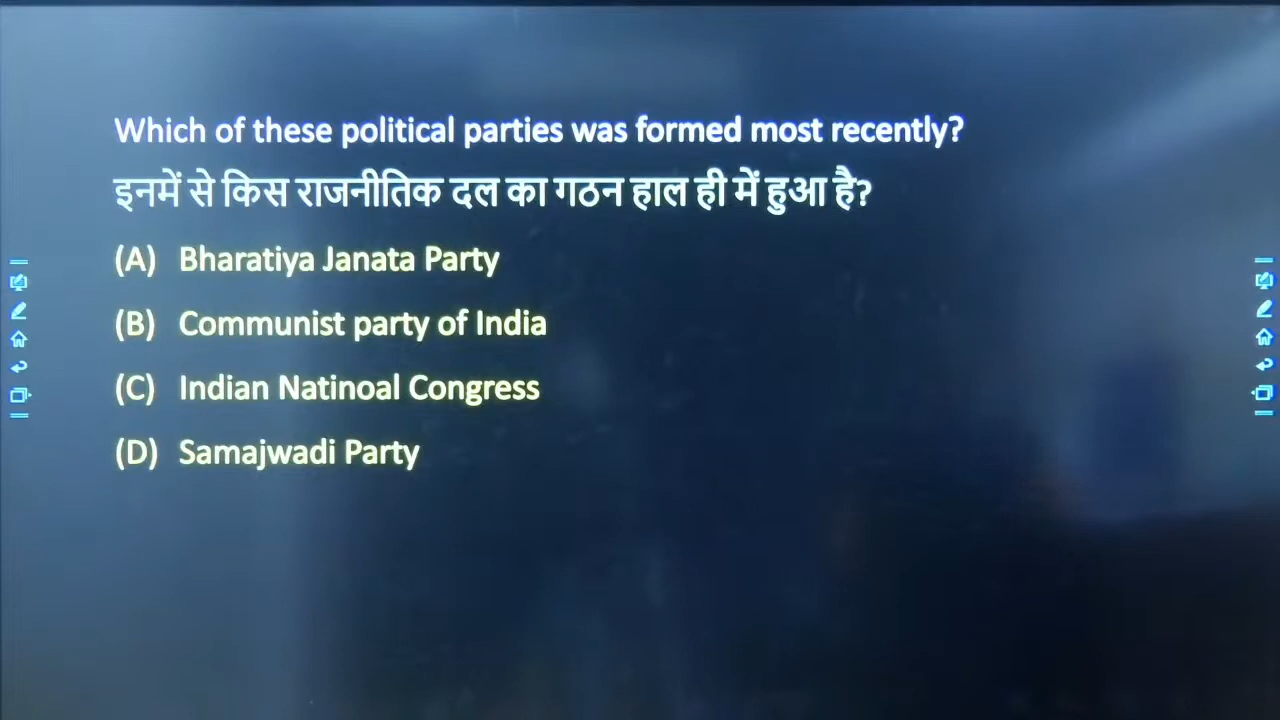 Which of these political parties was formed most recently?
इनमें से किस राजनीतिक दल का गठन हाल ही में हुआ है?
(A) Bharatiya Janata Party
(B) Communist party of India
(C) Indian Natinoal Congress
(D) Samajwadi Party